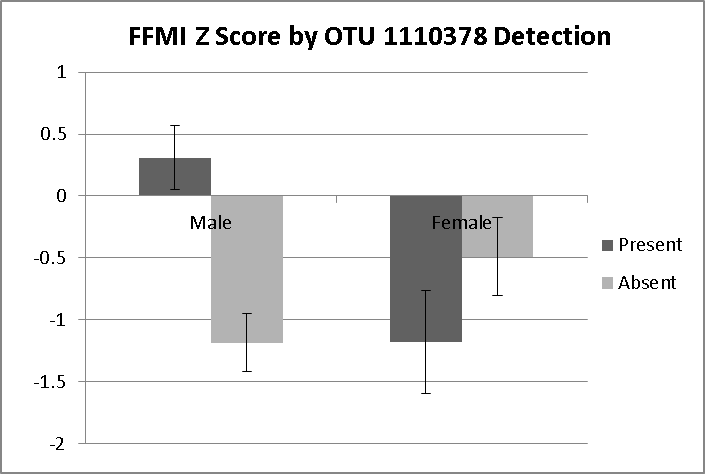 FFMI Z Score by OTU 1110378 Detection
1
0.5
0
-0.5
-1
-1.5
-2
Male
Female
Present
Absent